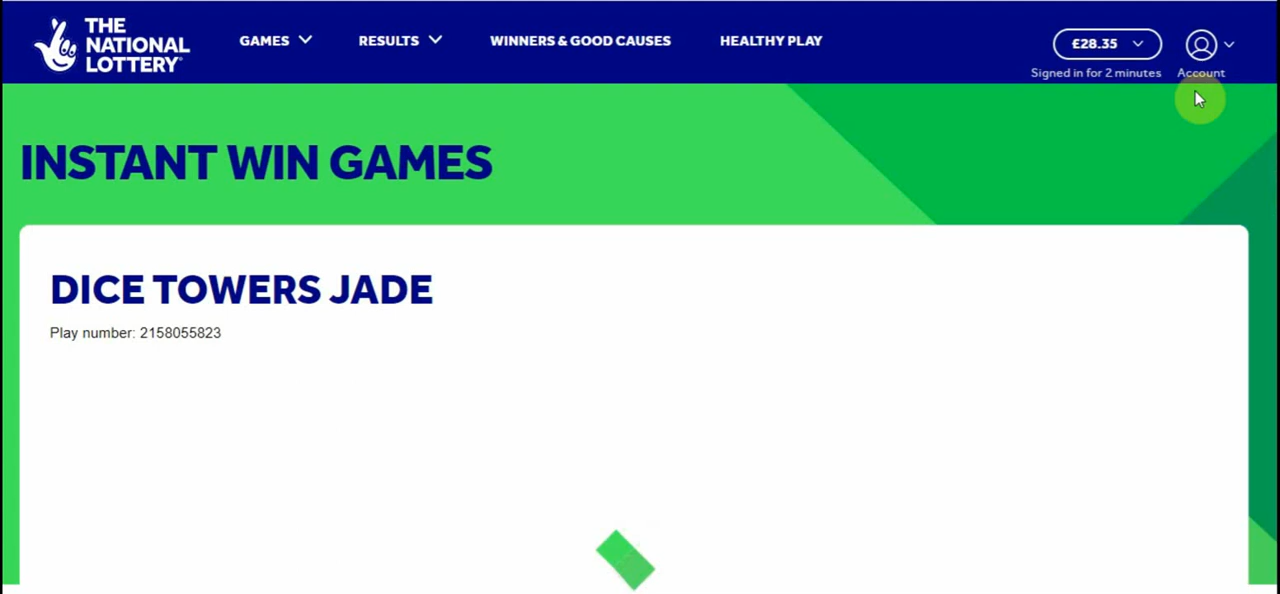 THE
NATIONAL
LOTTERY®
GAMES
RESULTS
WINNERS & GOOD CAUSES
HEALTHY PLAY
£28.35
Signed in for 2 minutes
Account
INSTANT WIN GAMES
DICE TOWERS JADE
Play number: 2158055823